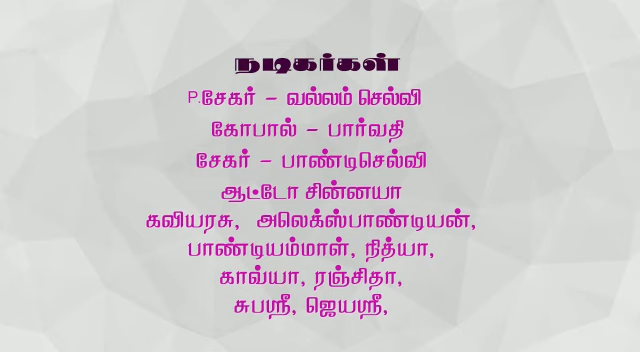 நடிகர்கள்
P.சேகர் - வல்லம் செல்வி
கோபால் - பார்வதி
சேகர் - பாண்டிசெல்வி
ஆட்டோ சின்னயா
கவியரசு, அலெக்ஸ்பாண்டியன்,
பாண்டியம்மாள், நித்யா,
காவ்யா, ரஞ்சிதா,
சுபஸ்ரீ, ஜெயஸ்ரீ,